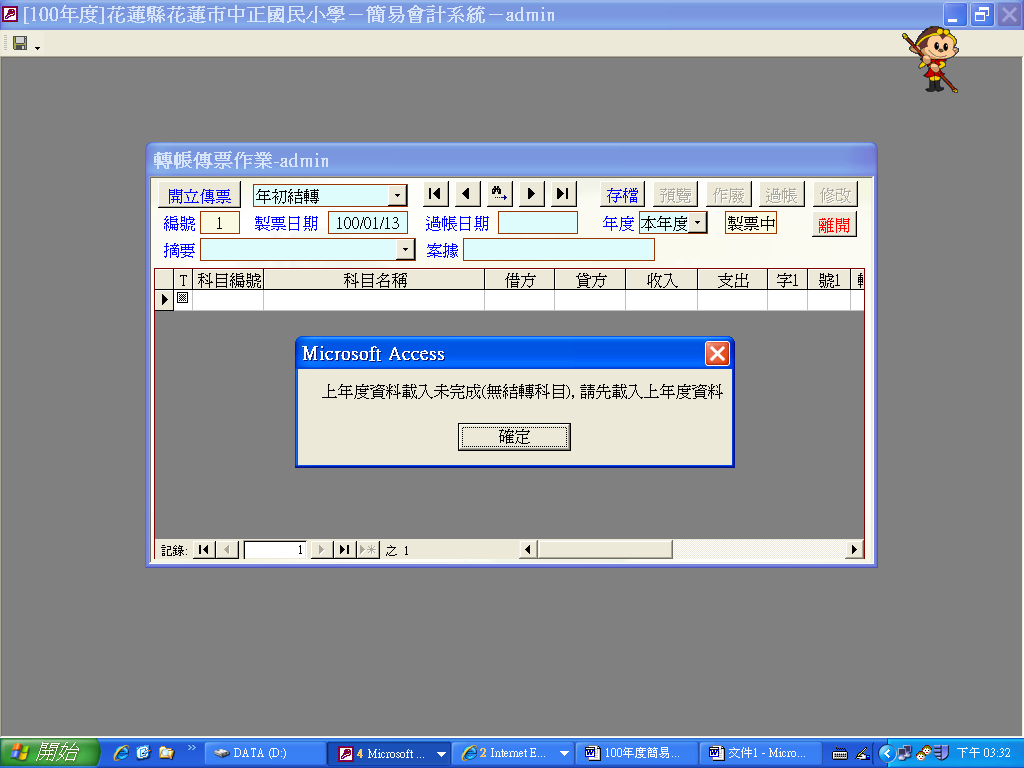 [100年度]花蓮縣花蓮市中正國民小學－簡易會計系統－admin
轉帳傳票作業-admin
開立傳票 年初結轉 存檔 預覽 作廢 過帳 修改
編號 1 製票日期 100/01/13 過帳日期 年度 本年度 製票中 離開
摘要 案據
T 科目編號 科目名稱 借方 貸方 收入 支出 字1 號1
Microsoft Access
上年度資料載入未完成(無結轉科目), 請先載入上年度資料
確定
記錄: 1 之 1
開始 DATA (D:) 4 Microsoft ... 2 Internet E... 100年度簡易... 文件1 - Micro... 下午 03:32